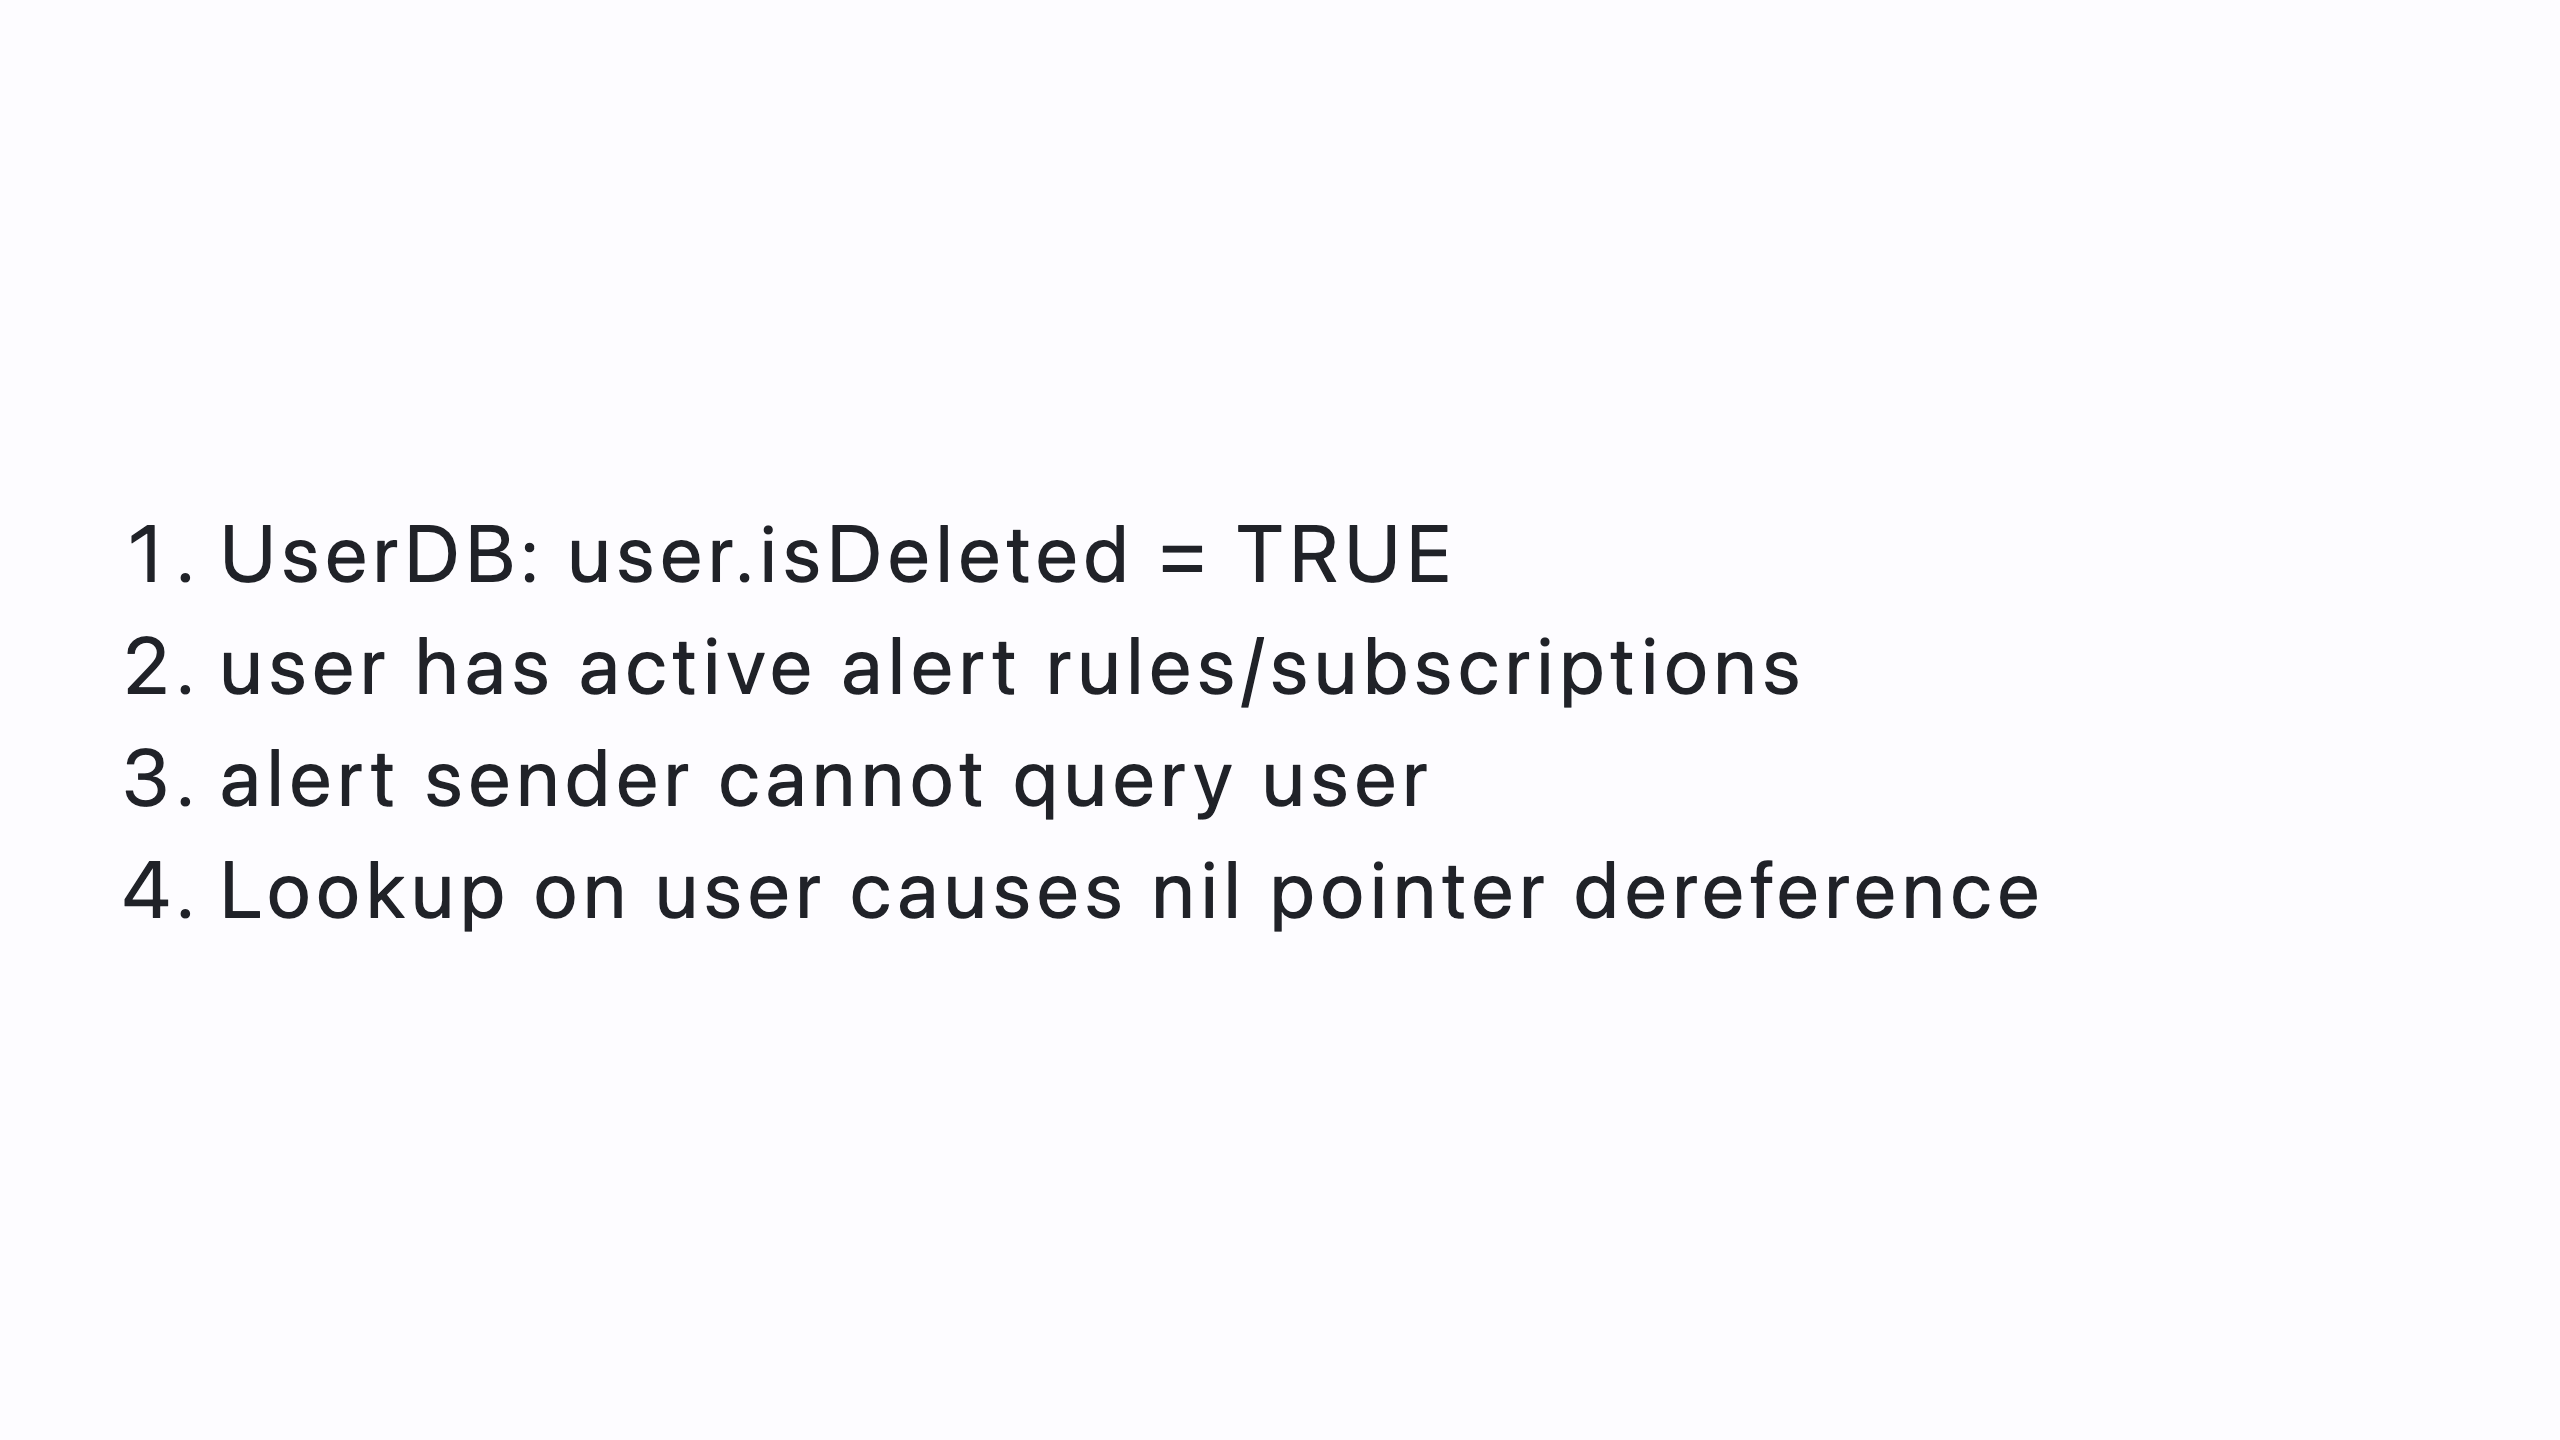 1. UserDB: user.isDeleted = TRUE
2. user has active alert rules/subscriptions
3. alert sender cannot query user
4. Lookup on user causes nil pointer dereference